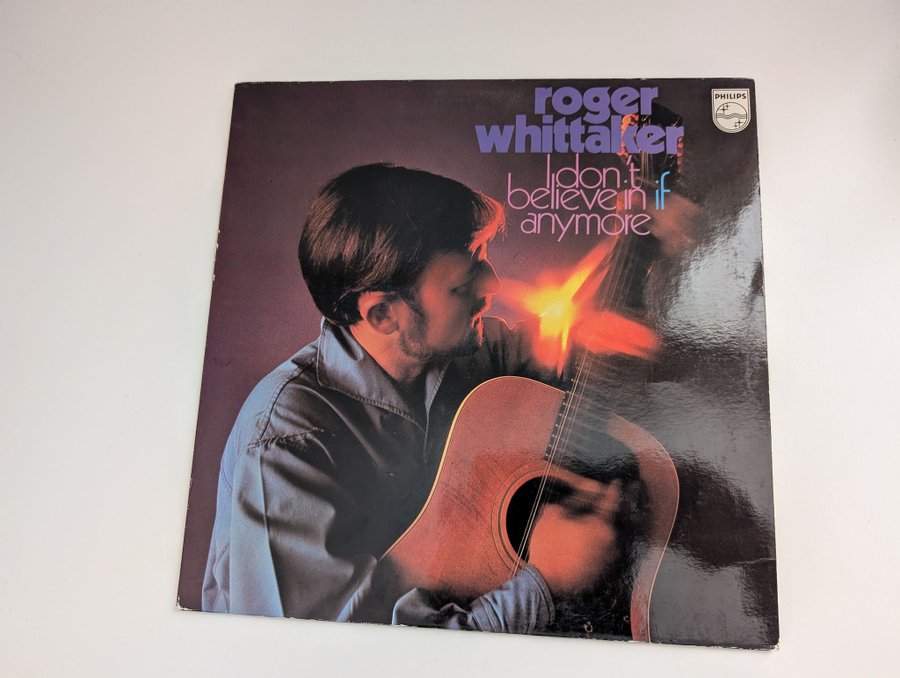 roger
whittaker
I don't
believe in if
anymore
PHILIPS